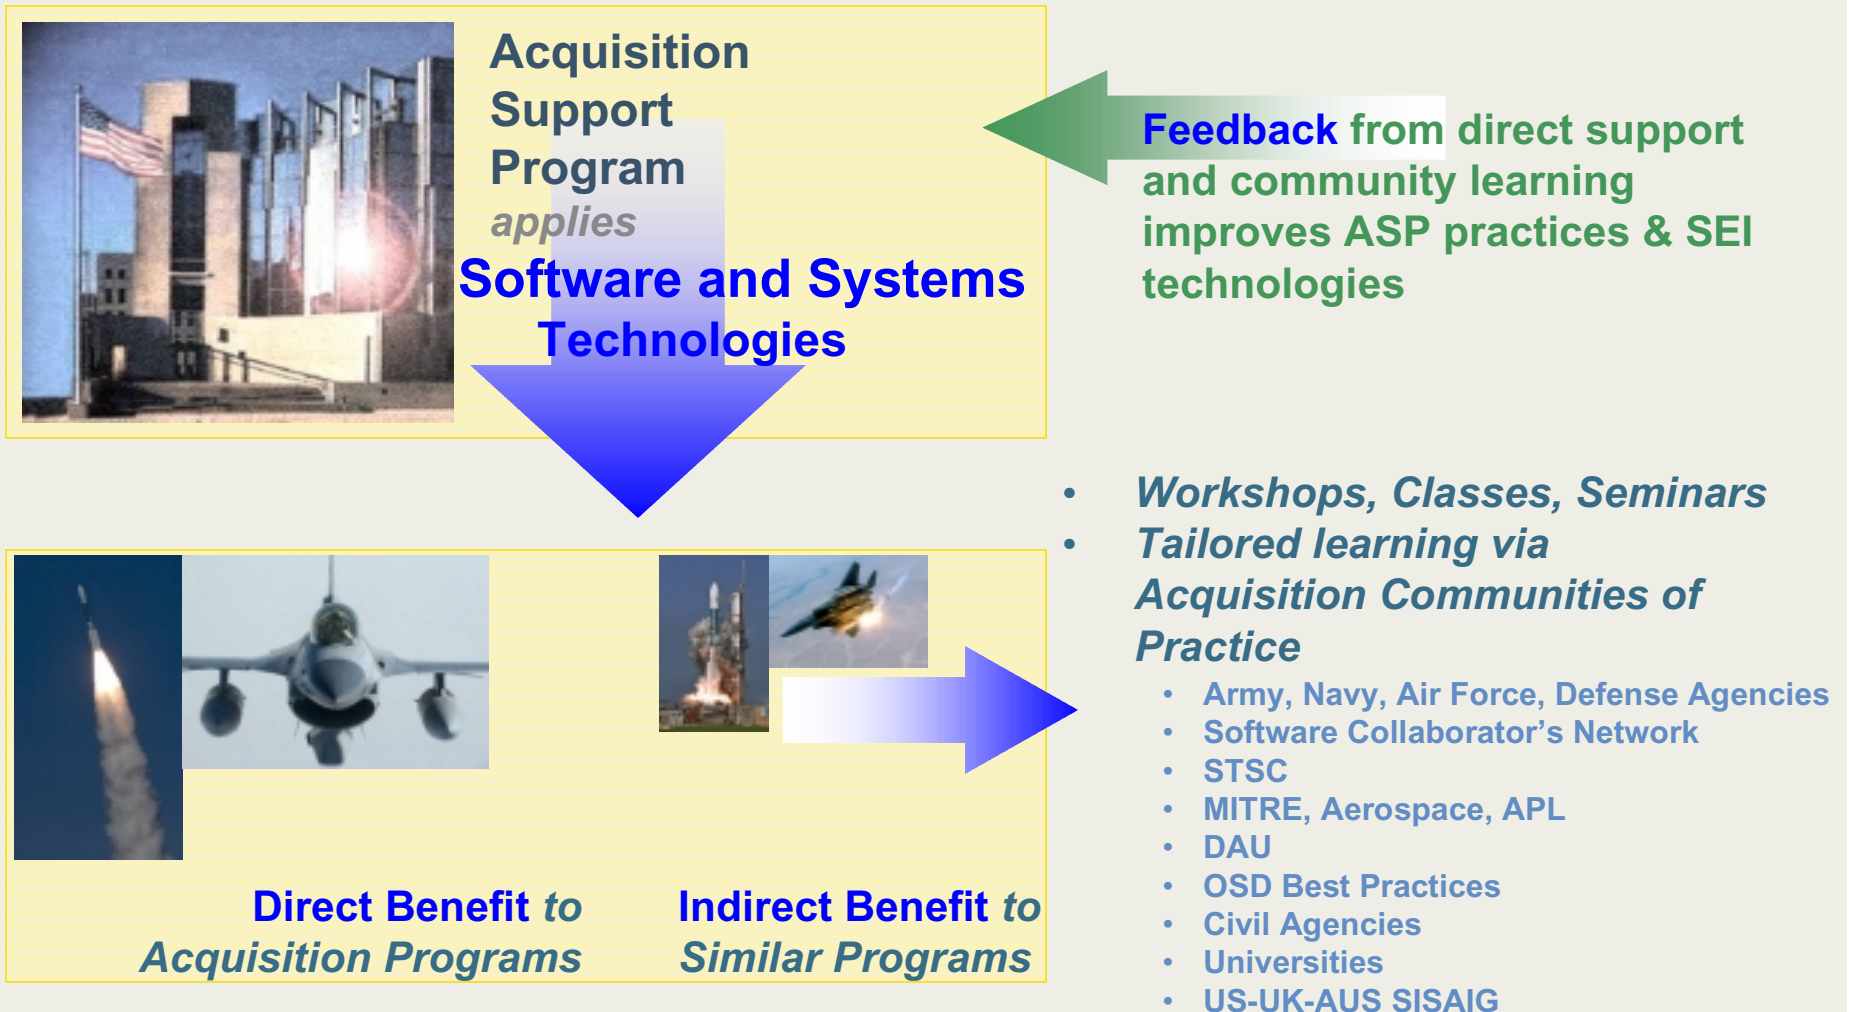 Acquisition
Support
Program
applies
Software and Systems
Technologies
Feedback from direct support
and community learning
improves ASP practices & SEI
technologies
• Workshops, Classes, Seminars
• Tailored learning via
Acquisition Communities of
Practice
• Army, Navy, Air Force, Defense Agencies
• Software Collaborator’s Network
• STSC
• MITRE, Aerospace, APL
• DAU
• OSD Best Practices
• Civil Agencies
• Universities
• US-UK-AUS SISAIG
Direct Benefit to
Acquisition Programs
Indirect Benefit to
Similar Programs